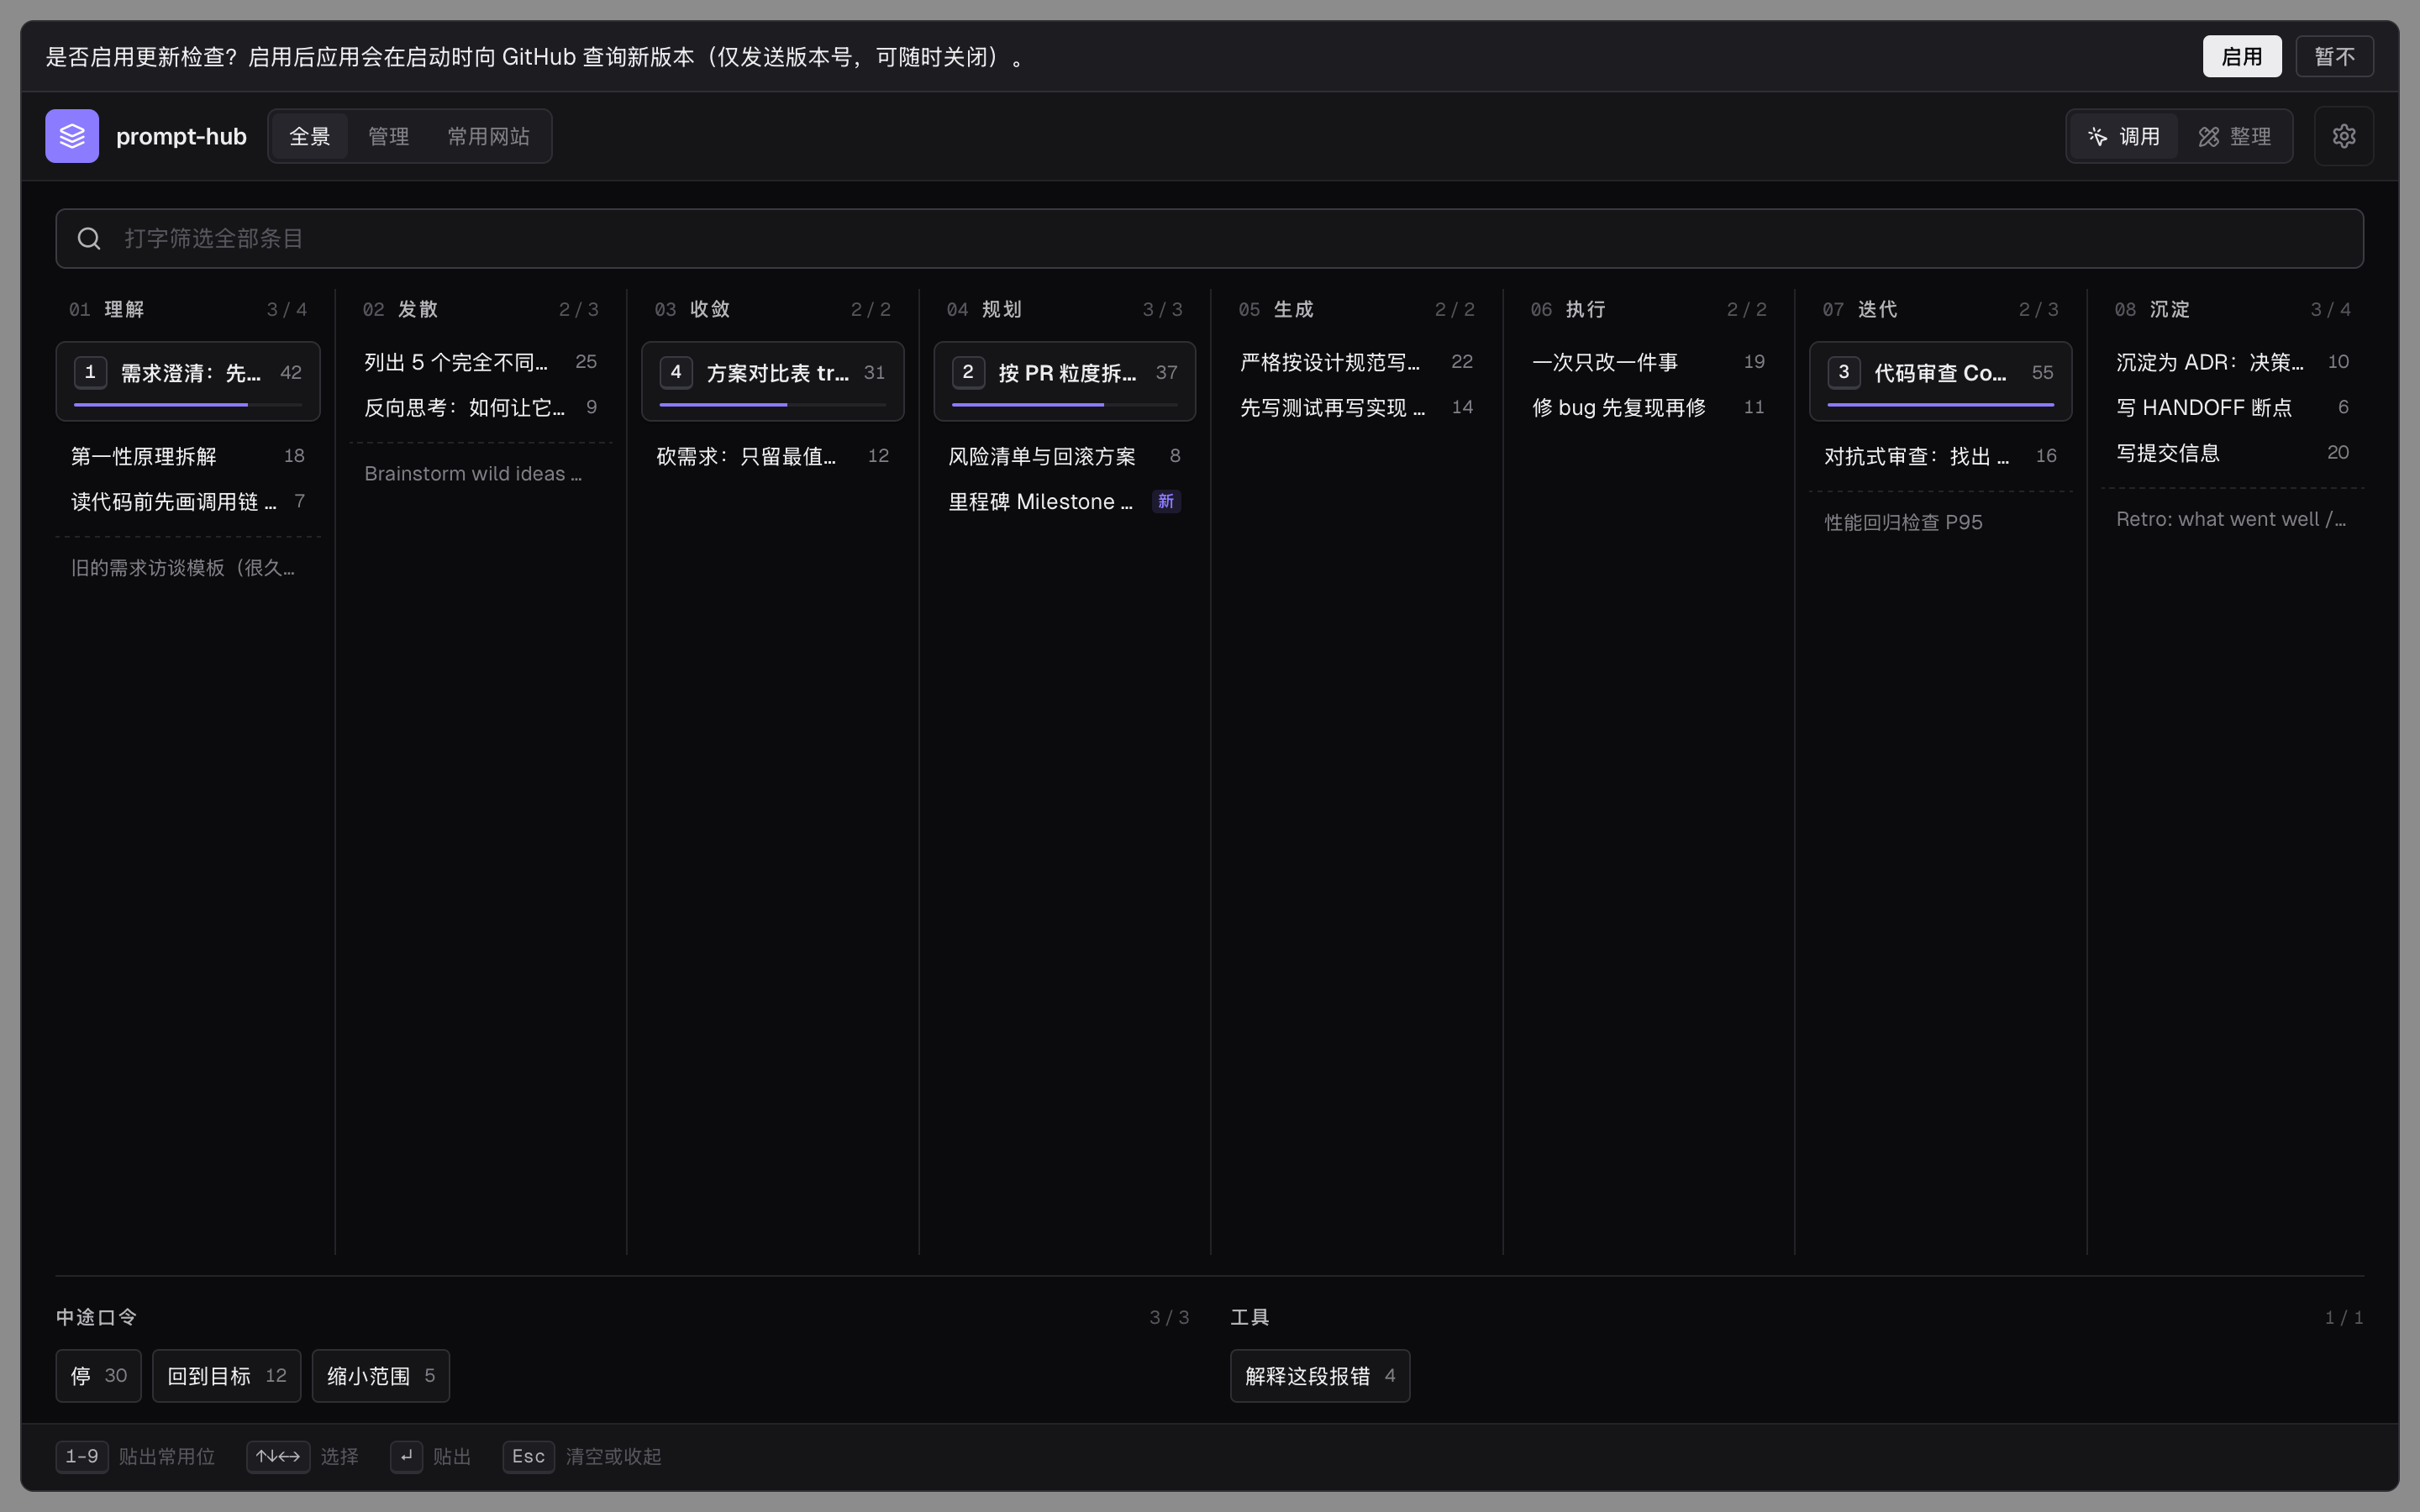 是否启用更新检查？启用后应用会在启动时向 GitHub 查询新版本（仅发送版本号，可随时关闭）。
启用 暂不
prompt-hub 全景 管理 常用网站 调用 整理
打字筛选全部条目
01 理解 3 / 4
1 需求澄清：先… 42
第一性原理拆解 18
读代码前先画调用链 … 7
旧的需求访谈模板（很久…
02 发散 2 / 3
列出 5 个完全不同… 25
反向思考：如何让它… 9
Brainstorm wild ideas …
03 收敛 2 / 2
4 方案对比表 tr… 31
砍需求：只留最值… 12
04 规划 3 / 3
2 按 PR 粒度拆… 37
风险清单与回滚方案 8
里程碑 Milestone … 新
05 生成 2 / 2
严格按设计规范写… 22
先写测试再写实现 … 14
06 执行 2 / 2
一次只改一件事 19
修 bug 先复现再修 11
07 迭代 2 / 3
3 代码审查 Co… 55
对抗式审查：找出 … 16
性能回归检查 P95
08 沉淀 3 / 4
沉淀为 ADR：决策… 10
写 HANDOFF 断点 6
写提交信息 20
Retro: what went well /…
中途口令 3 / 3
停 30 回到目标 12 缩小范围 5
工具 1 / 1
解释这段报错 4
1-9 贴出常用位 ↑↓←→ 选择 ↵ 贴出 Esc 清空或收起